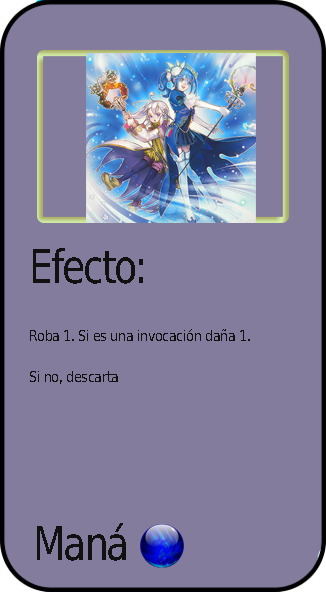 Efecto:
Roba 1. Si es una invocación daña 1.
Si no, descarta
Maná